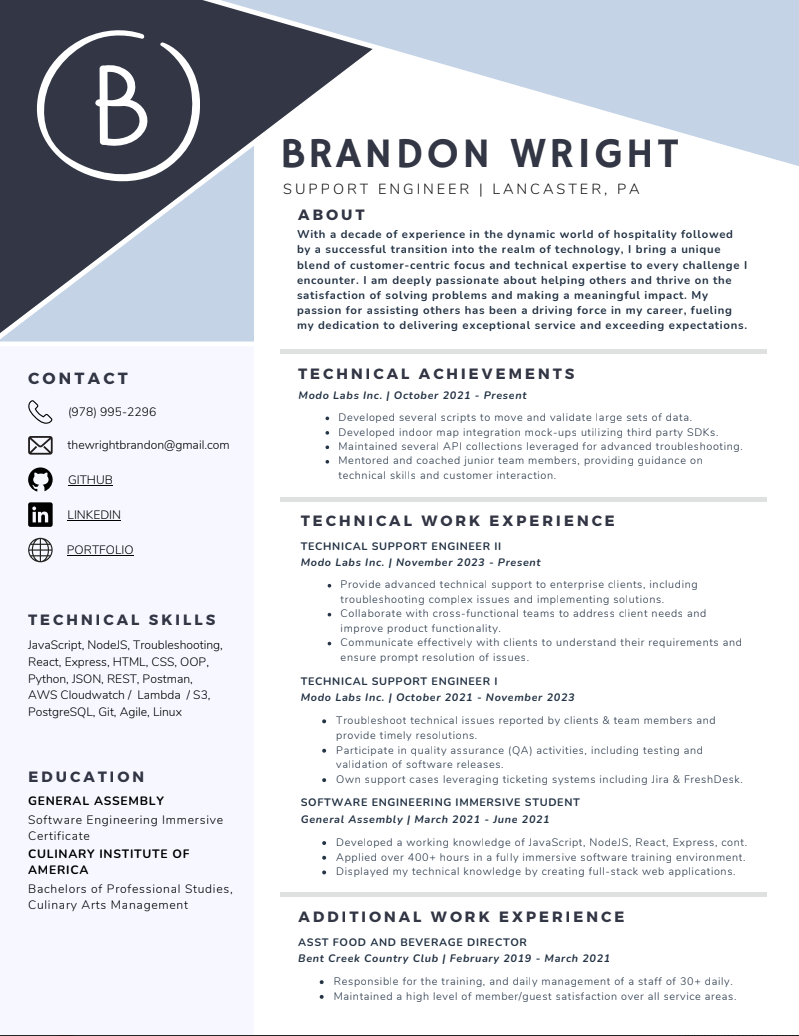 B
BRANDON WRIGHT
SUPPORT ENGINEER | LANCASTER, PA
ABOUT
With a decade of experience in the dynamic world of hospitality followed
by a successful transition into the realm of technology, I bring a unique
blend of customer-centric focus and technical expertise to every challenge I
encounter. I am deeply passionate about helping others and thrive on the
satisfaction of solving problems and making a meaningful impact. My
passion for assisting others has been a driving force in my career, fueling
my dedication to delivering exceptional service and exceeding expectations.
CONTACT
(978) 995-2296
thewrightbrandon@gmail.com
GITHUB
LINKEDIN
PORTFOLIO
TECHNICAL SKILLS
JavaScript, NodeJS, Troubleshooting,
React, Express, HTML, CSS, OOP,
Python, JSON, REST, Postman,
AWS Cloudwatch / Lambda / S3,
PostgreSQL, Git, Agile, Linux
EDUCATION
GENERAL ASSEMBLY
Software Engineering Immersive
Certificate
CULINARY INSTITUTE OF
AMERICA
Bachelors of Professional Studies,
Culinary Arts Management
TECHNICAL ACHIEVEMENTS
Modo Labs Inc. | October 2021 - Present
• Developed several scripts to move and validate large sets of data.
• Developed indoor map integration mock-ups utilizing third party SDKs.
• Maintained several API collections leveraged for advanced troubleshooting.
• Mentored and coached junior team members, providing guidance on
technical skills and customer interaction.
TECHNICAL WORK EXPERIENCE
TECHNICAL SUPPORT ENGINEER II
Modo Labs Inc. | November 2023 - Present
• Provide advanced technical support to enterprise clients, including
troubleshooting complex issues and implementing solutions.
• Collaborate with cross-functional teams to address client needs and
improve product functionality.
• Communicate effectively with clients to understand their requirements and
ensure prompt resolution of issues.
TECHNICAL SUPPORT ENGINEER I
Modo Labs Inc. | October 2021 - November 2023
• Troubleshoot technical issues reported by clients & team members and
provide timely resolutions.
• Participate in quality assurance (QA) activities, including testing and
validation of software releases.
• Own support cases leveraging ticketing systems including Jira & FreshDesk.
SOFTWARE ENGINEERING IMMERSIVE STUDENT
General Assembly | March 2021 - June 2021
• Developed a working knowledge of JavaScript, NodeJS, React, Express, cont.
• Applied over 400+ hours in a fully immersive software training environment.
• Displayed my technical knowledge by creating full-stack web applications.
ADDITIONAL WORK EXPERIENCE
ASST FOOD AND BEVERAGE DIRECTOR
Bent Creek Country Club | February 2019 - March 2021
• Responsible for the training, and daily management of a staff of 30+ daily.
• Maintained a high level of member/guest satisfaction over all service areas.